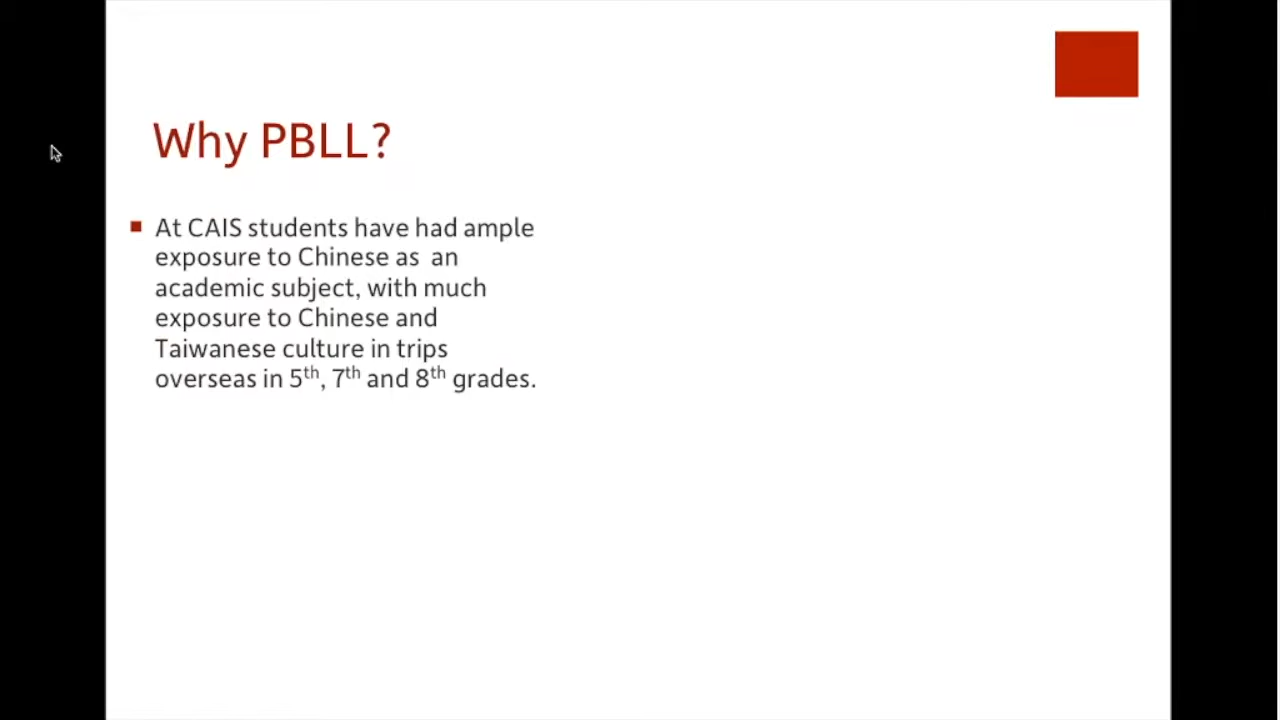 Why PBLL?
At CAIS students have had ample
exposure to Chinese as  an
academic subject, with much
exposure to Chinese and
Taiwanese culture in trips
overseas in 5th, 7th and 8th grades.